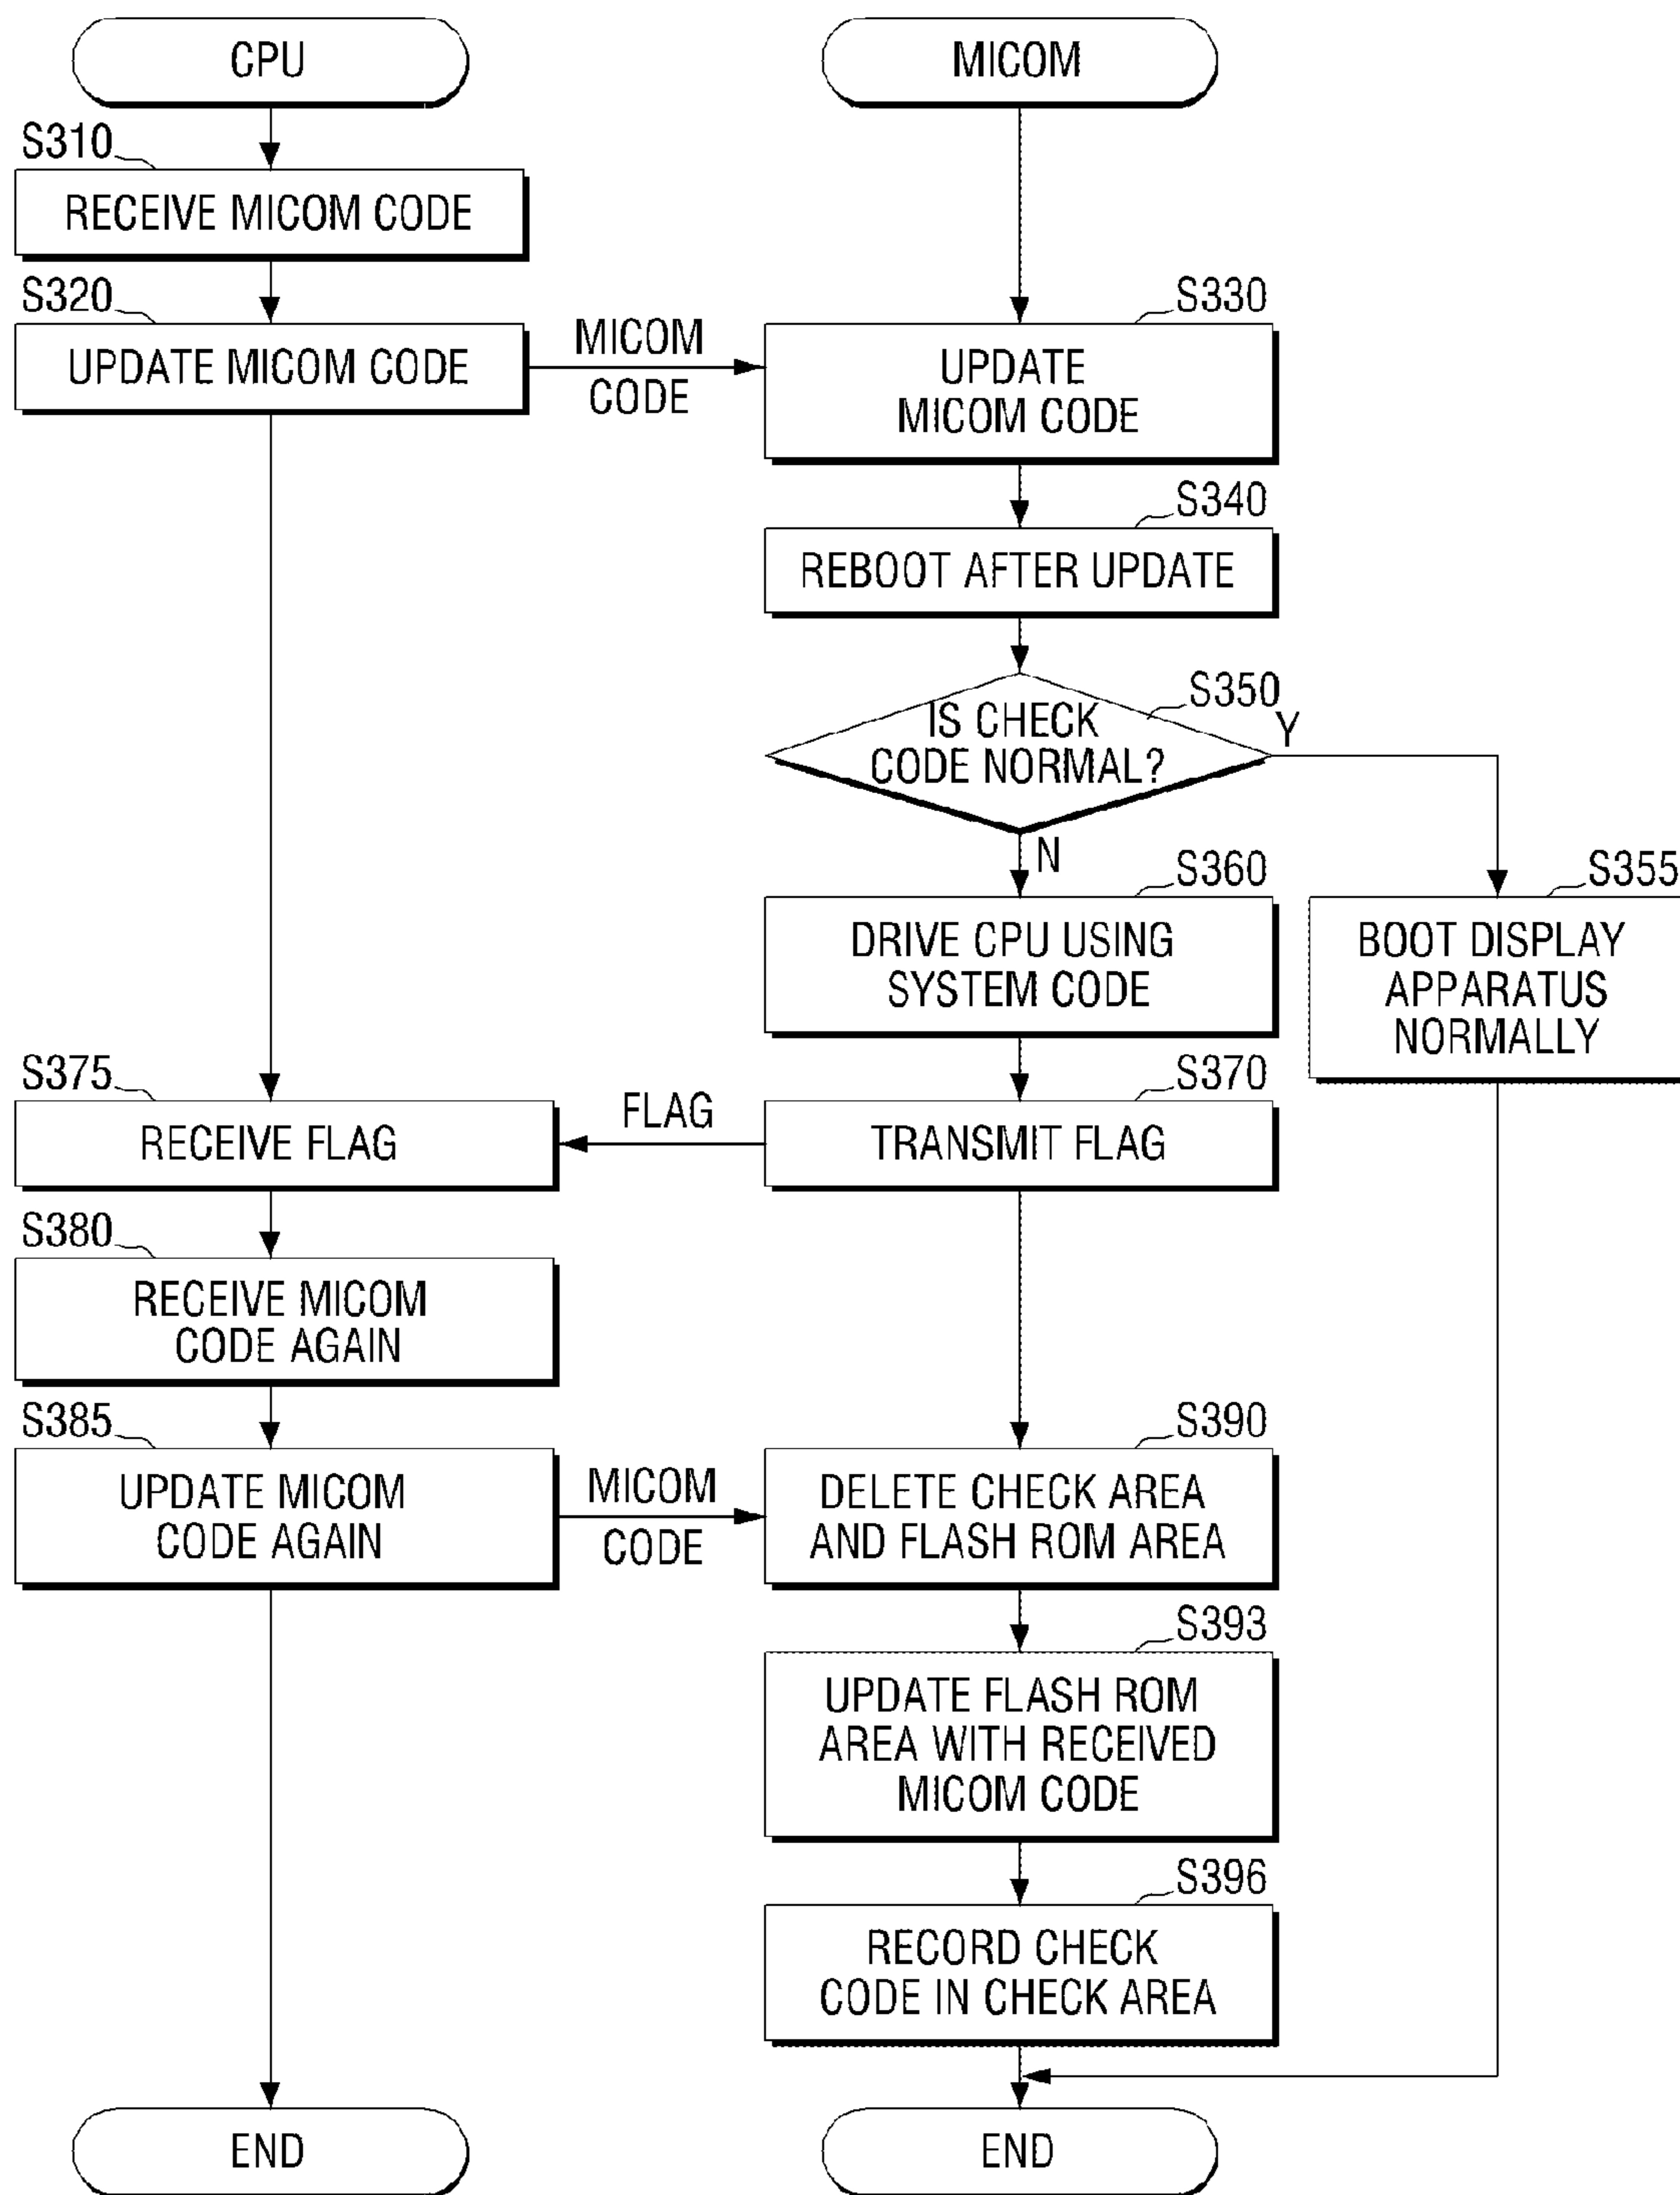 CPU
MICOM
S310
RECEIVE MICOM CODE
S320
UPDATE MICOM CODE
MICOM
CODE
S330
UPDATE
MICOM CODE
S340
REBOOT AFTER UPDATE
S350
IS CHECK
CODE NORMAL?
Y
N
S360
DRIVE CPU USING
SYSTEM CODE
S355
BOOT DISPLAY
APPARATUS
NORMALLY
S375
RECEIVE FLAG
FLAG
S370
TRANSMIT FLAG
S380
RECEIVE MICOM
CODE AGAIN
S385
UPDATE MICOM
CODE AGAIN
MICOM
CODE
S390
DELETE CHECK AREA
AND FLASH ROM AREA
S393
UPDATE FLASH ROM
AREA WITH RECEIVED
MICOM CODE
S396
RECORD CHECK
CODE IN CHECK AREA
END
END